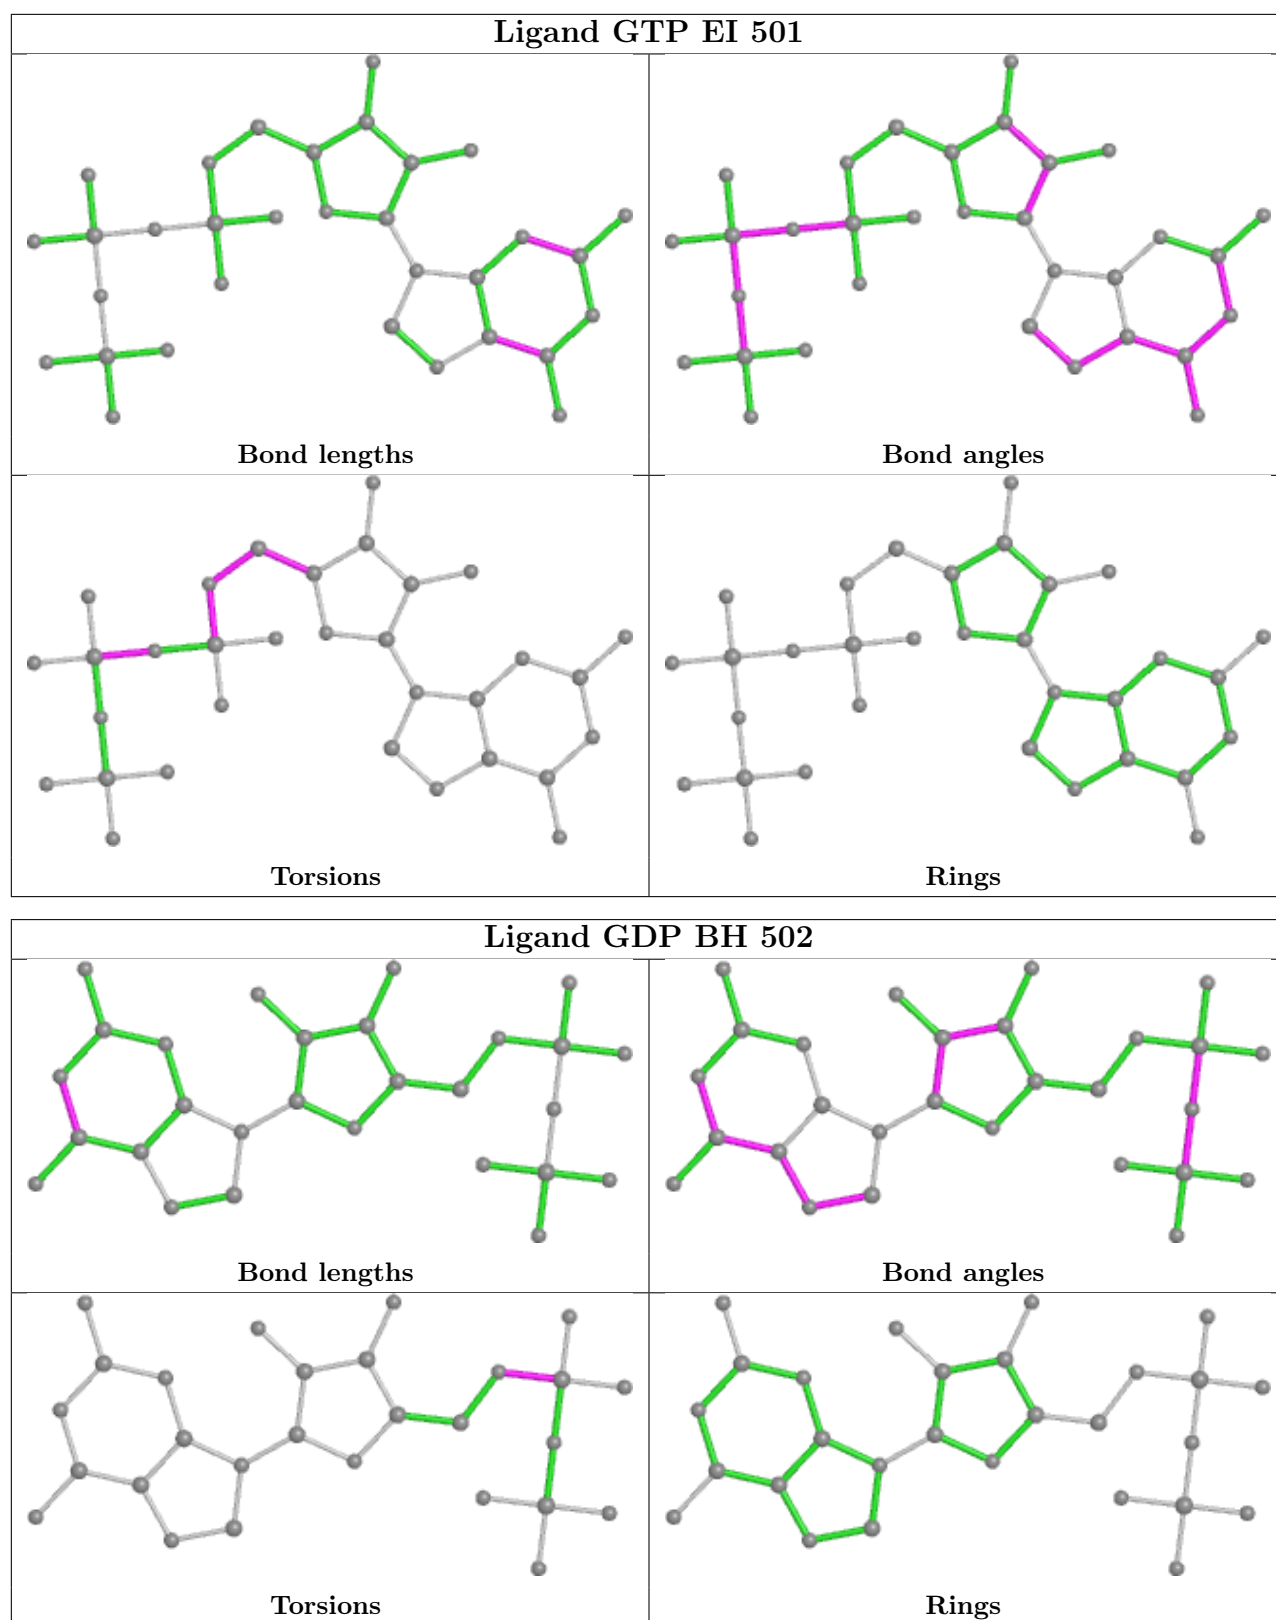 Ligand GTP EI 501
Bond lengths
Bond angles
Torsions
Rings
Ligand GDP BH 502
Bond lengths
Bond angles
Torsions
Rings